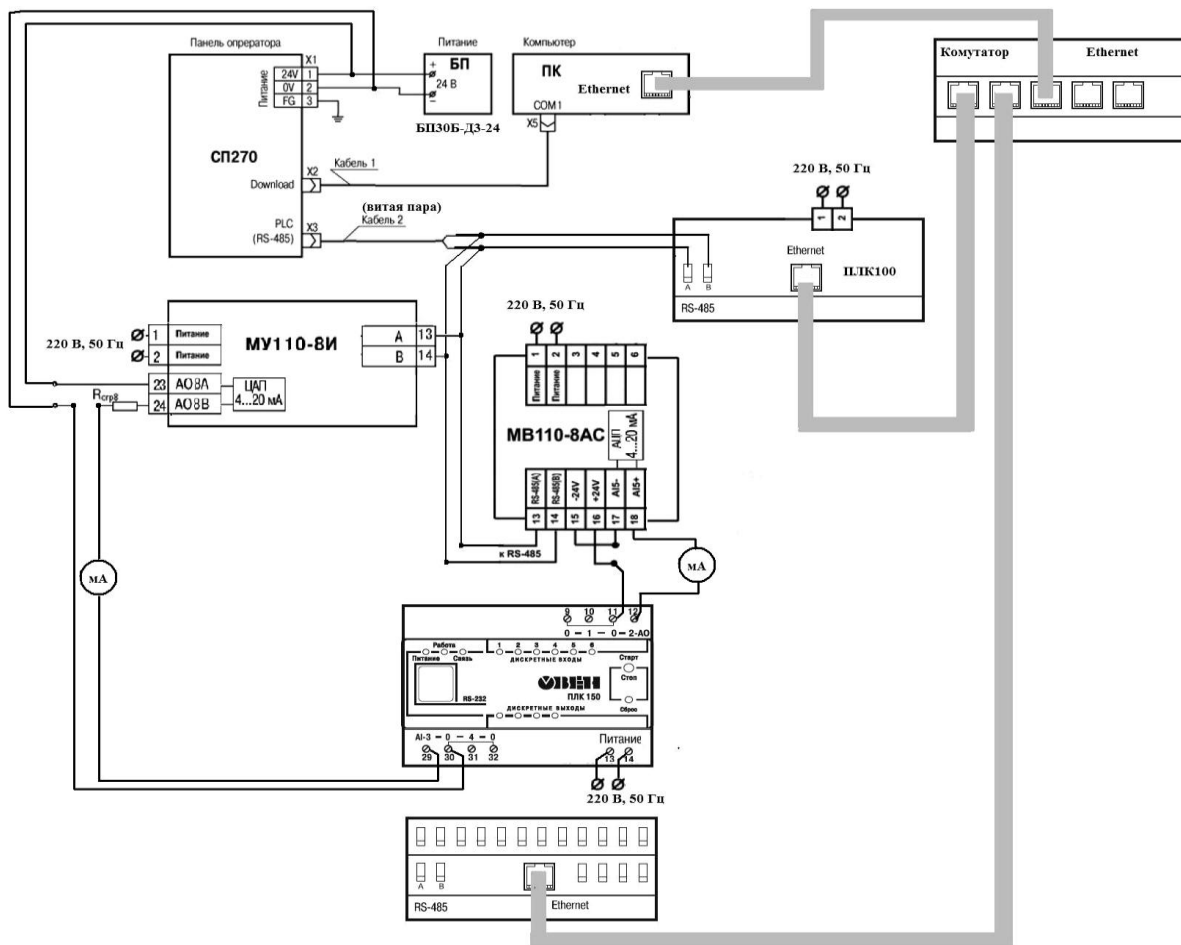 Панель опрератора
X1
24V 1
0V 2
FG 3
Питание
СП270
Download
X2
PLC
(RS-485)
X3
Кабель 1
(витая пара)
Кабель 2
Питание
+ БП
24 В
–
БП30Б-Д3-24
Компьютер
ПК
Ethernet
COM 1
X5
Комутатор Ethernet
220 В, 50 Гц
1 2
Ethernet
ПЛК100
A B
RS-485
220 В, 50 Гц
1 Питание
2 Питание
МУ110-8И
A 13
B 14
23 АО8А
24 АО8В
ЦАП
4...20 мА
Rогр8
220 В, 50 Гц
1 2 3 4 5 6
Питание Питание
МВ110-8АС
АЦП
4...20 мА
RS-485(A) RS-485(B) -24V +24V AI5- AI5+
13 14 15 16 17 18
к RS-485
мА
мА
9 10 11 12
0 – 1 – 0 – 2-AO
Работа
Питание Связь
1 2 3 4 5 6
ДИСКРЕТНЫЕ ВХОДЫ
Старт
Стоп
ОВЕН
ПЛК 150
RS-232
Сброс
ДИСКРЕТНЫЕ ВЫХОДЫ
AI-3 – 0 – 4 – 0
29 30 31 32
Питание
13 14
220 В, 50 Гц
A B
RS-485
Ethernet